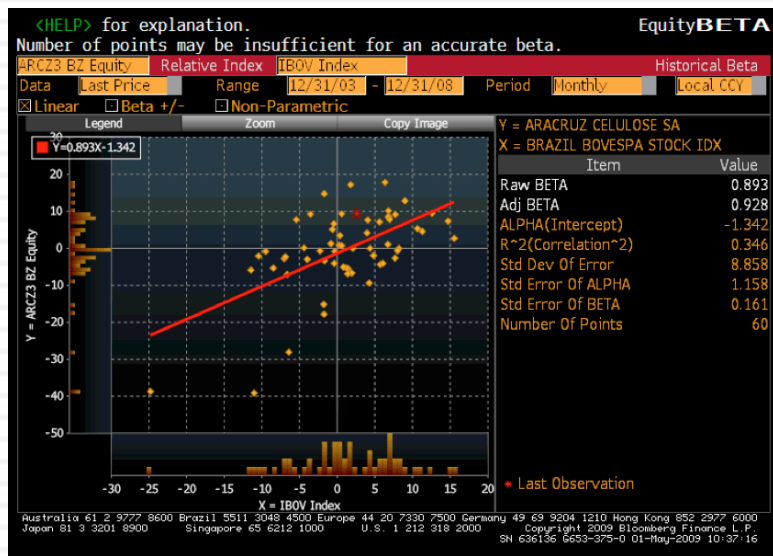 <HELP> for explanation. EquityBETA
Number of points may be insufficient for an accurate beta.
ARCZ3 BZ Equity Relative Index IBOV Index Historical Beta
Data Last Price Range 12/31/03 - 12/31/08 Period Monthly Local CCY
Linear Beta +/- Non-Parametric
Legend Zoom Copy Image
Y = ARACRUZ CELULOSE SA
X = BRAZIL BOVESPA STOCK IDX
Item Value
Raw BETA 0.893
Adj BETA 0.928
ALPHA(Intercept) -1.342
R^2(Correlation^2) 0.346
Std Dev Of Error 8.858
Std Error Of ALPHA 1.158
Std Error Of BETA 0.161
Number Of Points 60
* Last Observation
Y=0.893X-1.342
Y = ARCZ3 BZ Equity
30
20
10
0
-10
-20
-30
-40
-50
-30 -25 -20 -15 -10 -5 0 5 10 15 20
X = IBOV Index
Australia 61 2 9777 8600 Brazil 5511 3048 4500 Europe 44 20 7330 7500 Germany 49 69 9204 1210 Hong Kong 852 2977 6000
Japan 81 3 3201 8900 Singapore 65 6212 1000 U.S. 1 212 318 2000 Copyright 2009 Bloomberg Finance L.P.
SN 636136 G653-375-0 01-May-2009 10:37:16